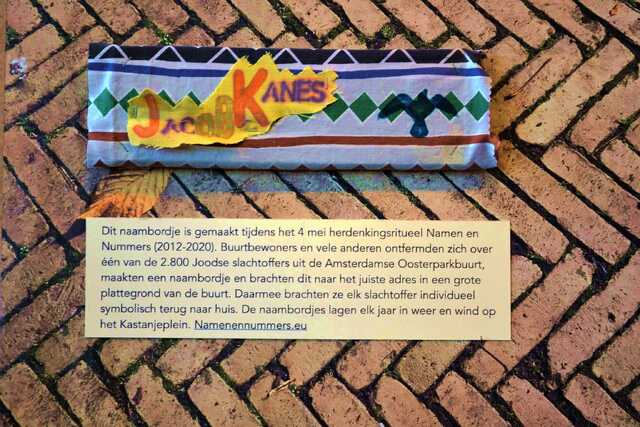 JACOB KANES
Dit naambordje is gemaakt tijdens het 4 mei herdenkingsritueel Namen en
Nummers (2012-2020). Buurtbewoners en vele anderen ontfermden zich over
één van de 2.800 Joodse slachtoffers uit de Amsterdamse Oosterparkbuurt,
maakten een naambordje en brachten dit naar het juiste adres in een grote
plattegrond van de buurt. Daarmee brachten ze elk slachtoffer individueel
symbolisch terug naar huis. De naambordjes lagen elk jaar in weer en wind op
het Kastanjeplein. Namenennummers.eu